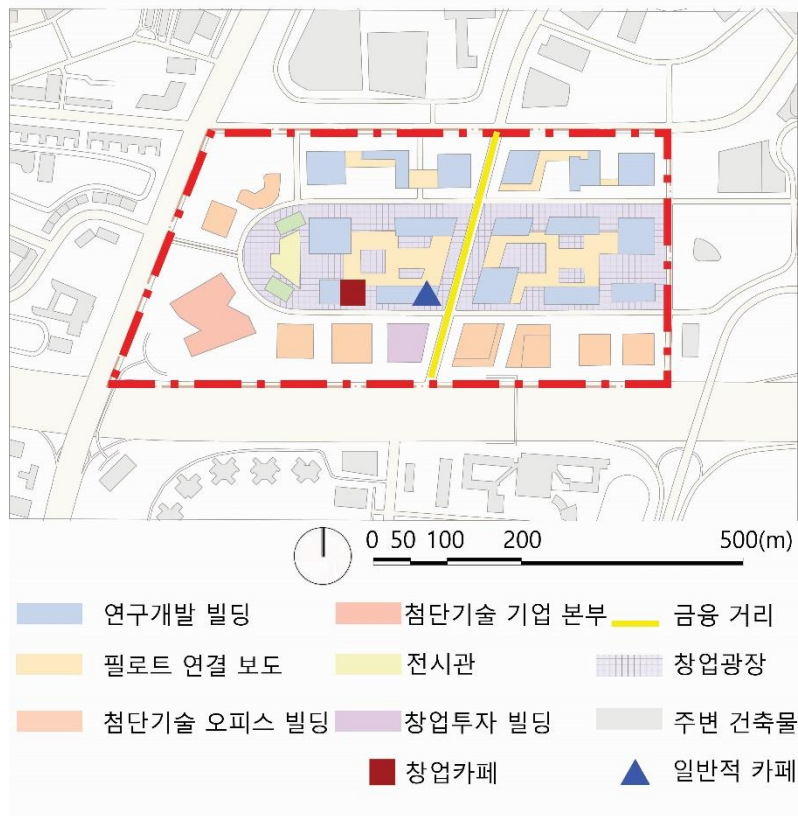 0 50 100 200 500(m)
연구개발 빌딩 첨단기술 기업 본부 금융 거리
필로트 연결 보도 전시관 창업광장
첨단기술 오피스 빌딩 창업투자 빌딩 주변 건축물
창업카페 일반적 카페